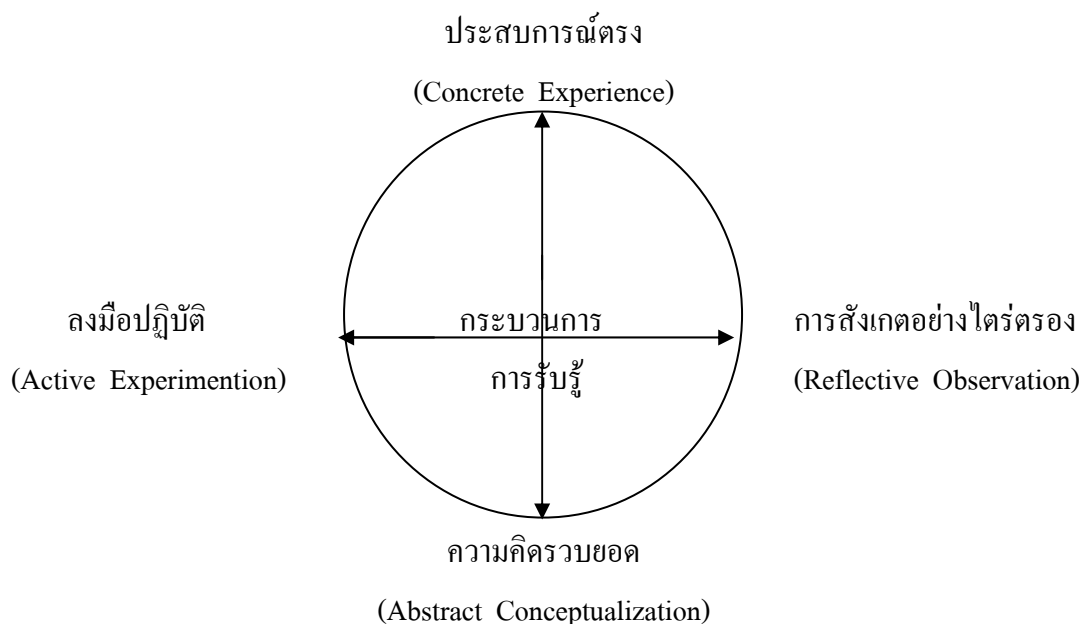 ประสบการณ์ตรง
(Concrete Experience)
ลงมือปฏิบัติ
(Active Experimention)
กระบวนการ
การรับรู้
การสังเกตอย่างไตร่ตรอง
(Reflective Observation)
ความคิดรวบยอด
(Abstract Conceptualization)